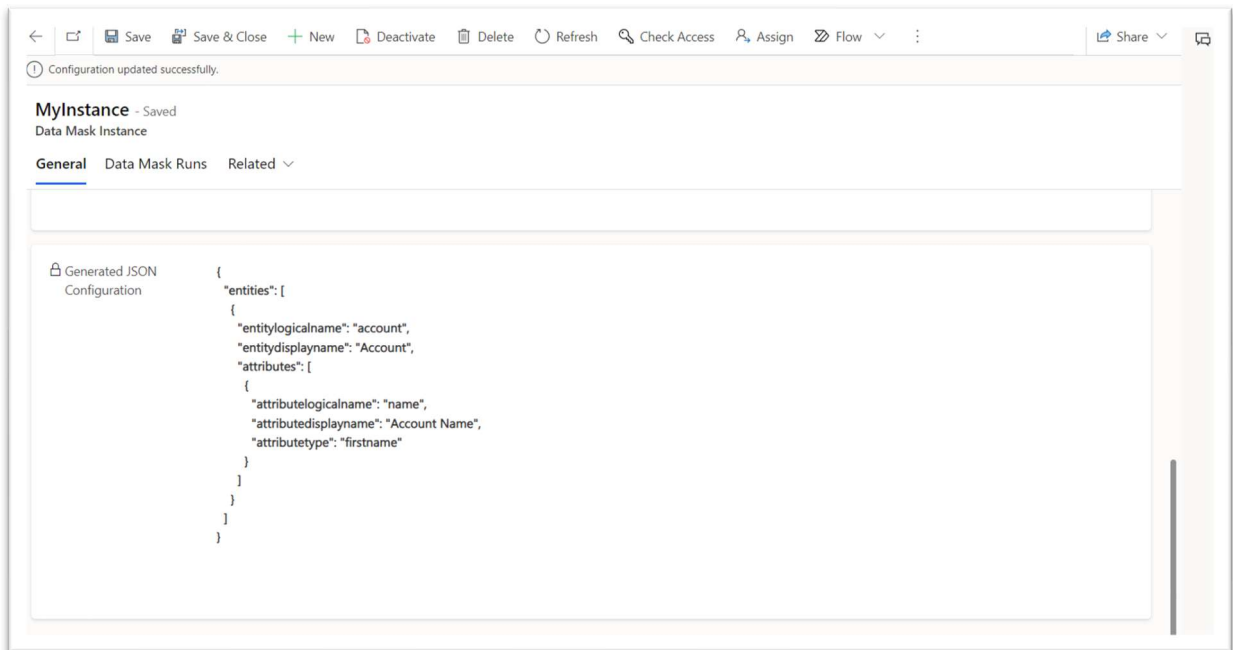 Save Save & Close New Deactivate Delete Refresh Check Access Assign Flow Share
Configuration updated successfully.
MyInstance - Saved
Data Mask Instance
General Data Mask Runs Related
Generated JSON
Configuration
{
"entities": [
{
"entitylogicalname": "account",
"entitydisplayname": "Account",
"attributes": [
{
"attributelogicalname": "name",
"attributedisplayname": "Account Name",
"attributetype": "firstname"
}
]
}
]
}